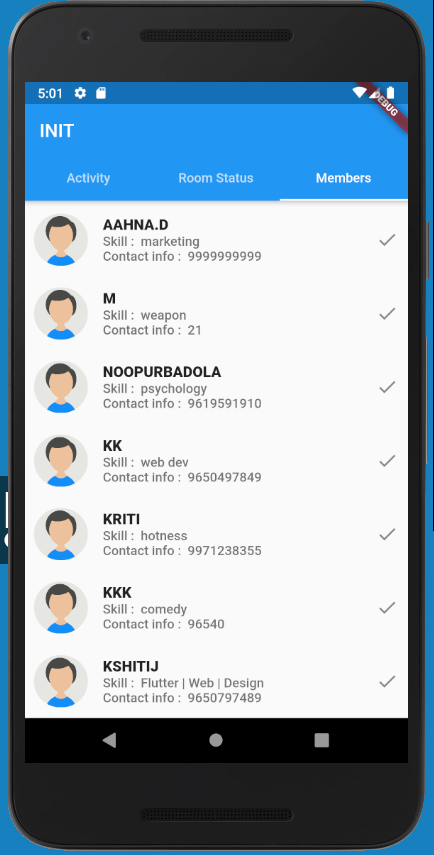 5:01
DEBUG
INIT
Activity Room Status Members
AAHNA.D
Skill : marketing
Contact info : 9999999999
M
Skill : weapon
Contact info : 21
NOOPURBADOLA
Skill : psychology
Contact info : 9619591910
KK
Skill : web dev
Contact info : 9650497849
KRITI
Skill : hotness
Contact info : 9971238355
KKK
Skill : comedy
Contact info : 96540
KSHITIJ
Skill : Flutter | Web | Design
Contact info : 9650797489